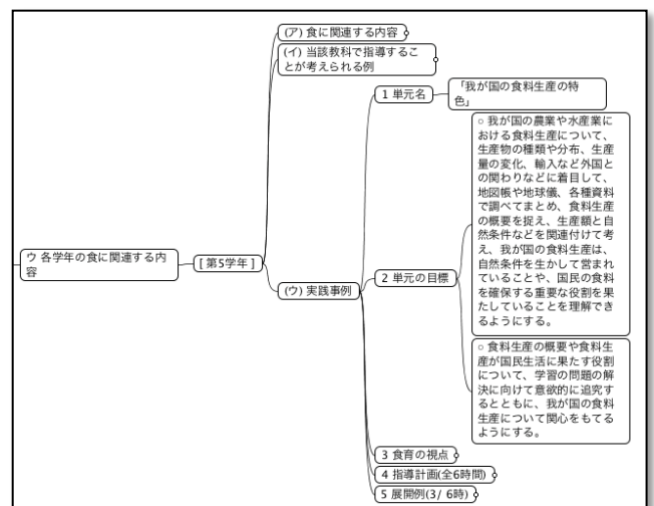 (ア) 食に関連する内容
(イ) 当該教科で指導するこ
とが考えられる例
1 単元名
「我が国の食料生産の特
色」
○ 我が国の農業や水産業に
おける食料生産について、
生産物の種類や分布、生産
量の変化、輸入など外国と
の関わりなどに着目して、
地図帳や地球儀、各種資料
で調べてまとめ、食料生産
の概要を捉え、生産額と自
然条件などを関連付けて考
え、我が国の食料生産は、
自然条件を生かして営まれ
ていることや、国民の食料
を確保する重要な役割を果
たしていることを理解でき
るようにする。
ウ 各学年の食に関連する内
容
[ 第5学年 ]
(ウ) 実践事例
2 単元の目標
○ 食料生産の概要や食料生
産が国民生活に果たす役割
について、学習の問題の解
決に向けて意欲的に追究す
るとともに、我が国の食料
生産について関心をもてる
ようにする。
3 食育の視点
4 指導計画(全6時間)
5 展開例(3/ 6時)